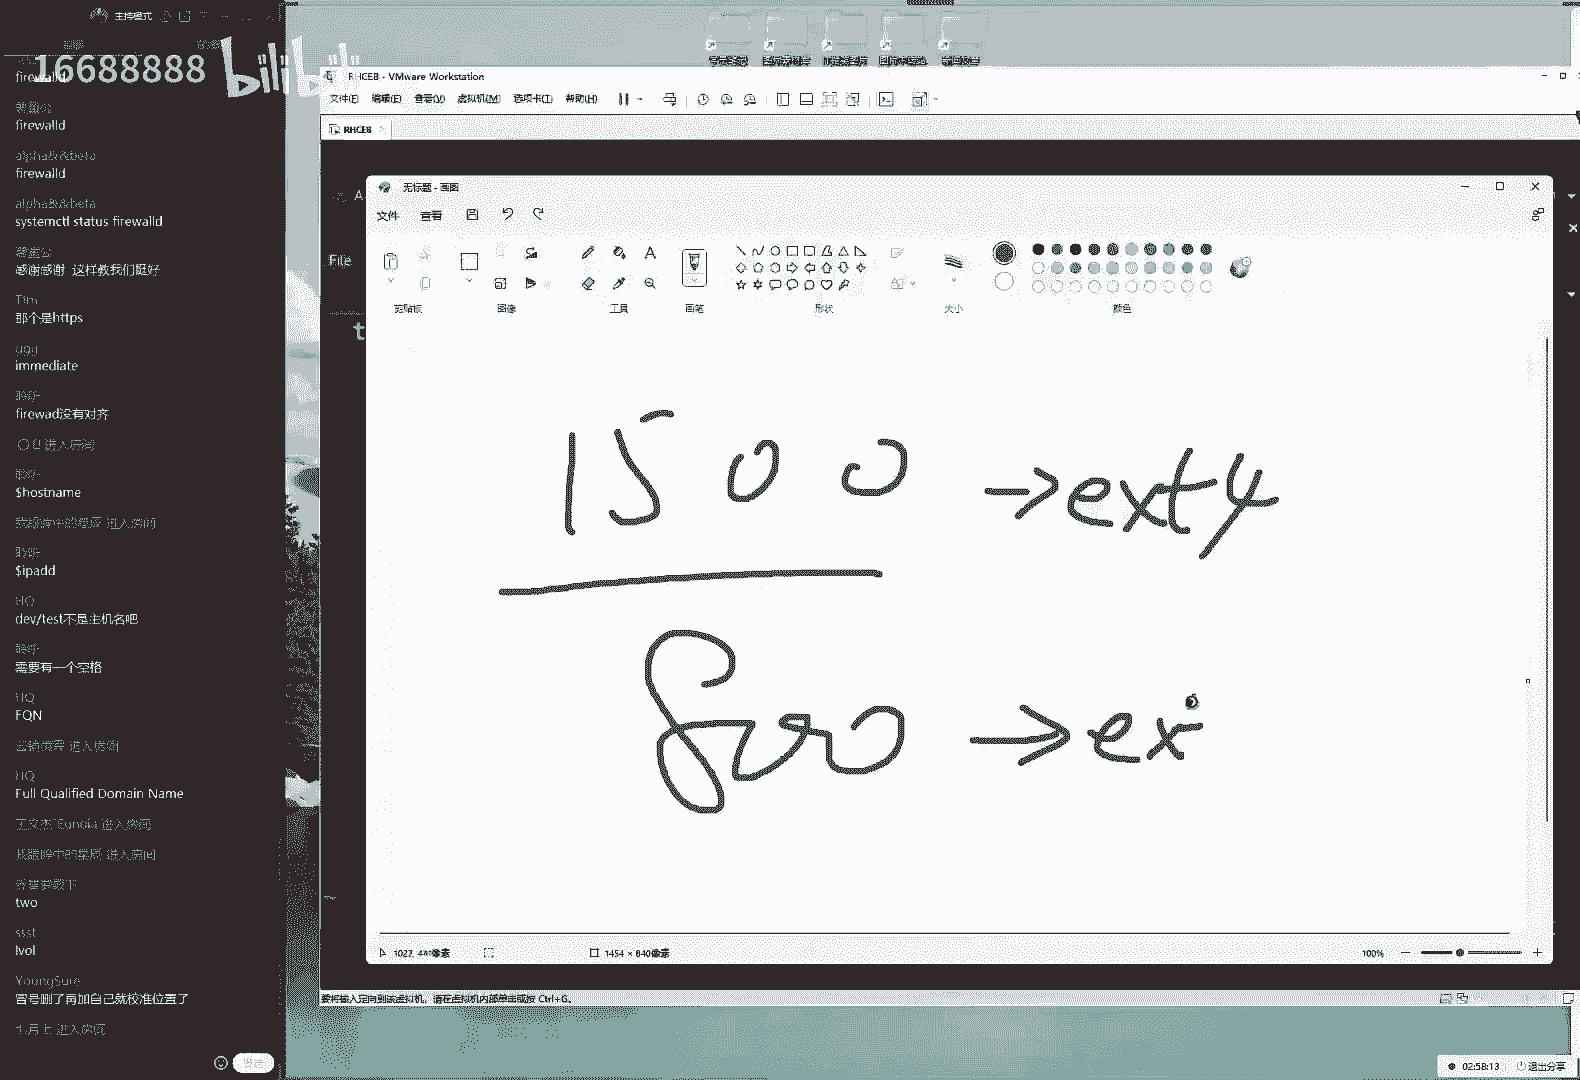 主持模式
16688888 bilibili
firewalld
firewalld
alpha&&beta
firewalld
alpha&&beta
systemctl status firewalld
感谢感谢 这样教我们挺好
Tim
那个是https
ggg
immediate
firewad没有对齐
进入房间
$hostname
进入房间
$ipadd
HQ
dev/test不是主机名吧
需要有一个空格
HQ
FQN
进入房间
HQ
Full Qualified Domain Name
进入房间
进入房间
two
ssst
lvol
YoungSure
冒号删了再加自己就校准位置了
七月上 进入房间
RHCE8 - VMware Workstation
文件(F) 编辑(E) 查看(V) 虚拟机(M) 选项卡(T) 帮助(H)
RHCE8
A
File
t
无标题 - 画图
文件 查看
剪贴板 图像 工具 画笔 形状 大小 颜色
1500 →ext4
800 →ex
1454 × 840像素
100%
要将输入定向到该虚拟机，请在虚拟机内部单击或按 Ctrl+G。
02:58:13 退出分享